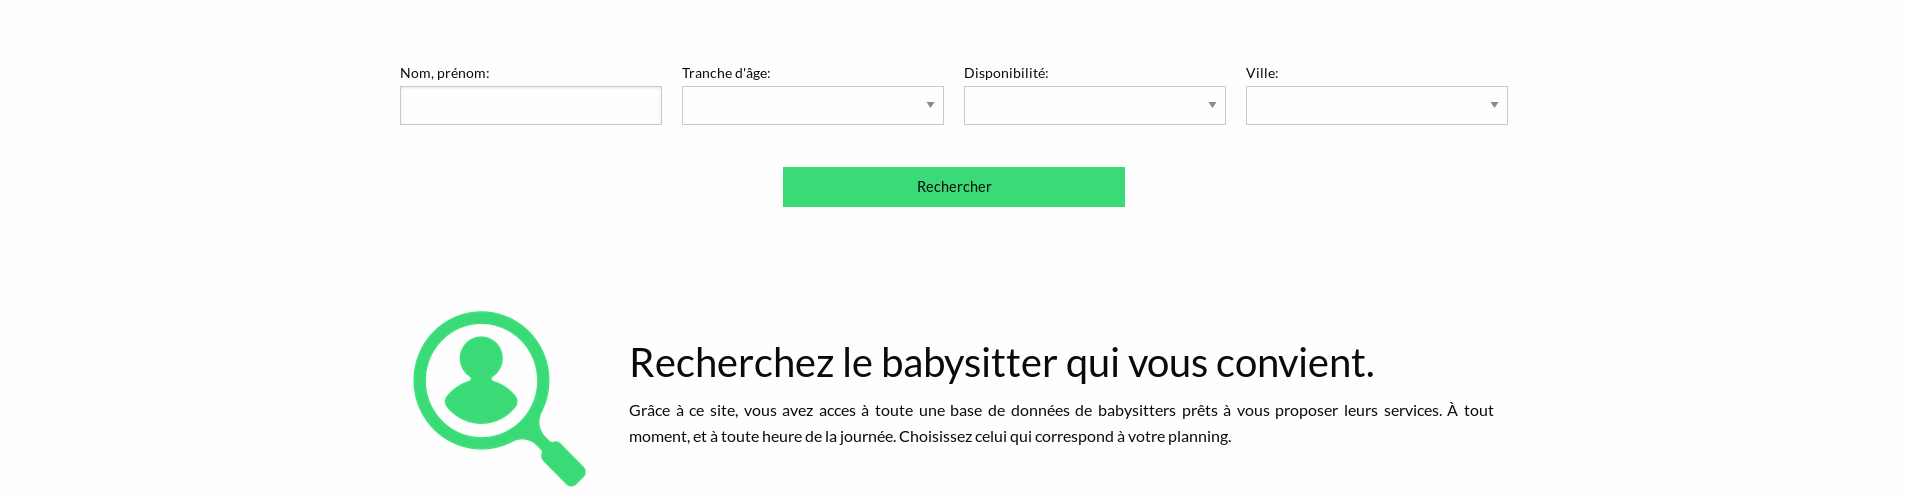 Nom, prénom: Tranche d'âge: Disponibilité: Ville:
Rechercher
Recherchez le babysitter qui vous convient.
Grâce à ce site, vous avez acces à toute une base de données de babysitters prêts à vous proposer leurs services. À tout
moment, et à toute heure de la journée. Choisissez celui qui correspond à votre planning.